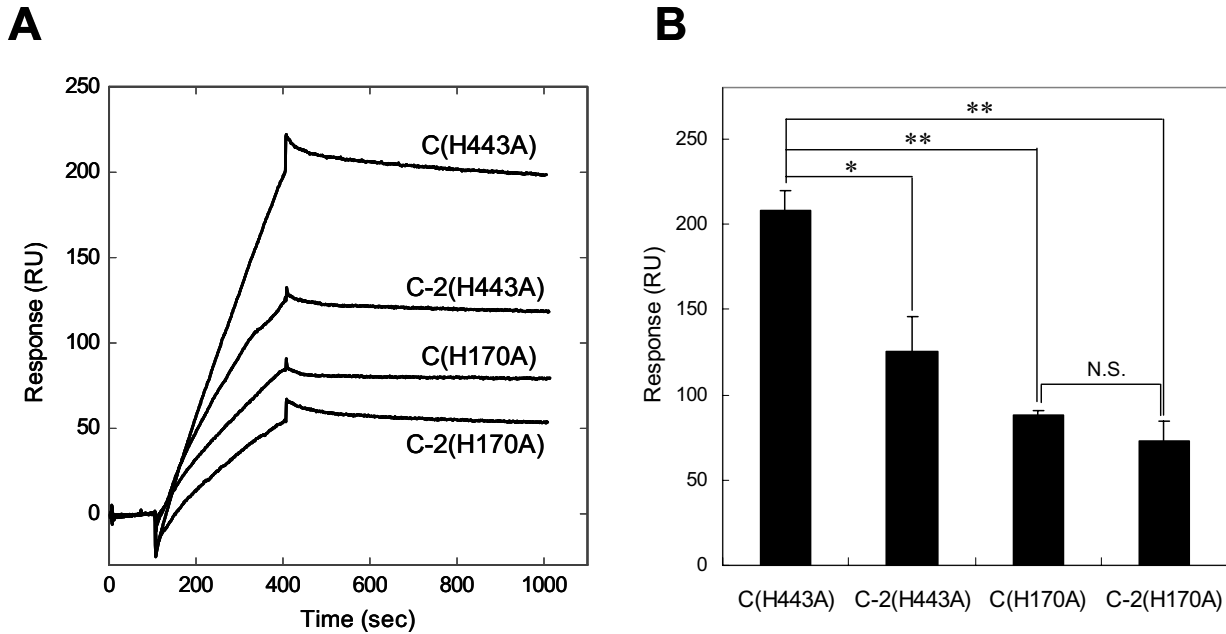 A
250
200
150
100
50
0
0 200 400 600 800 1000
Response (RU)
Time (sec)
C(H443A)
C-2(H443A)
C(H170A)
C-2(H170A)
B
250
200
150
100
50
0
Response (RU)
**
**
*
N.S.
C(H443A) C-2(H443A) C(H170A) C-2(H170A)